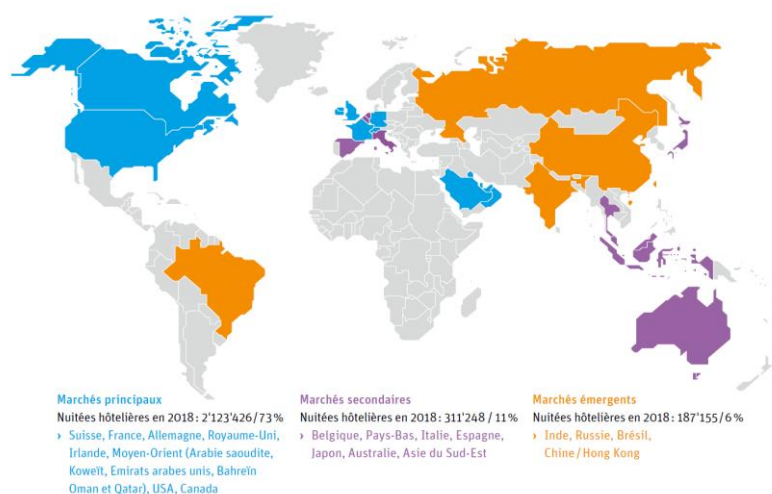 Marchés principaux
Nuitées hôtelières en 2018 : 2'123'426/73 %
› Suisse, France, Allemagne, Royaume-Uni,
Irlande, Moyen-Orient (Arabie saoudite,
Koweït, Emirats arabes unis, Bahreïn
Oman et Qatar), USA, Canada
Marchés secondaires
Nuitées hôtelières en 2018 : 311'248 / 11 %
› Belgique, Pays-Bas, Italie, Espagne,
Japon, Australie, Asie du Sud-Est
Marchés émergents
Nuitées hôtelières en 2018 : 187'155/6 %
› Inde, Russie, Brésil,
Chine / Hong Kong